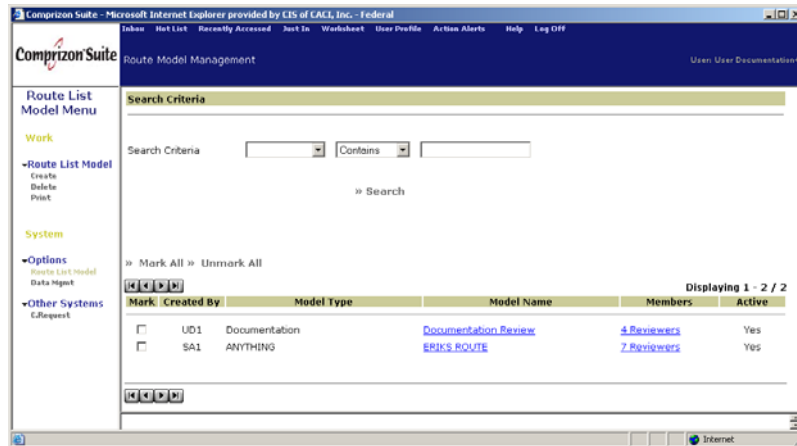 Comprizon Suite - Microsoft Internet Explorer provided by CIS of CACI, Inc. - Federal
Inbox Hot List Recently Accessed Just In Worksheet User Profile Action Alerts Help Log Off
Comprizon Suite
Route Model Management
User: User Documentation
Route List
Model Menu
Search Criteria
Work
Search Criteria
Contains
Route List Model
Create
Delete
Print
» Search
System
Options
Route List Model
Data Mgmt
» Mark All » Unmark All
Displaying 1 - 2 / 2
Other Systems
C.Request
Mark Created By Model Type Model Name Members Active
UD1 Documentation Documentation Review 4 Reviewers Yes
SA1 ANYTHING ERIKS ROUTE 7 Reviewers Yes
Internet